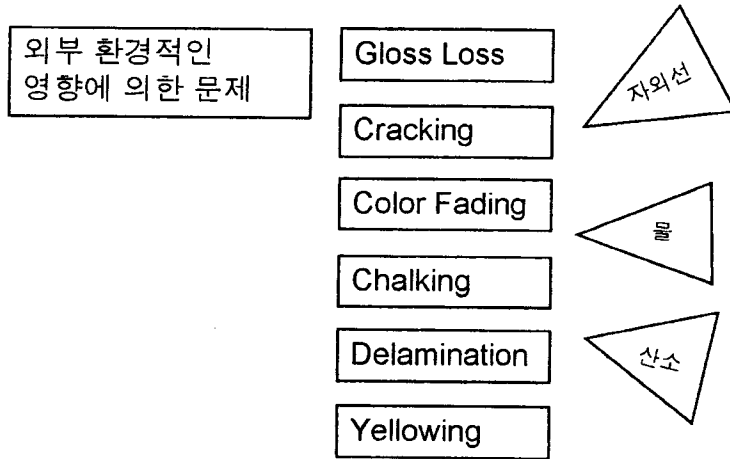 외부 환경적인
영향에 의한 문제
Gloss Loss
Cracking
Color Fading
Chalking
Delamination
Yellowing
자외선
물
산소